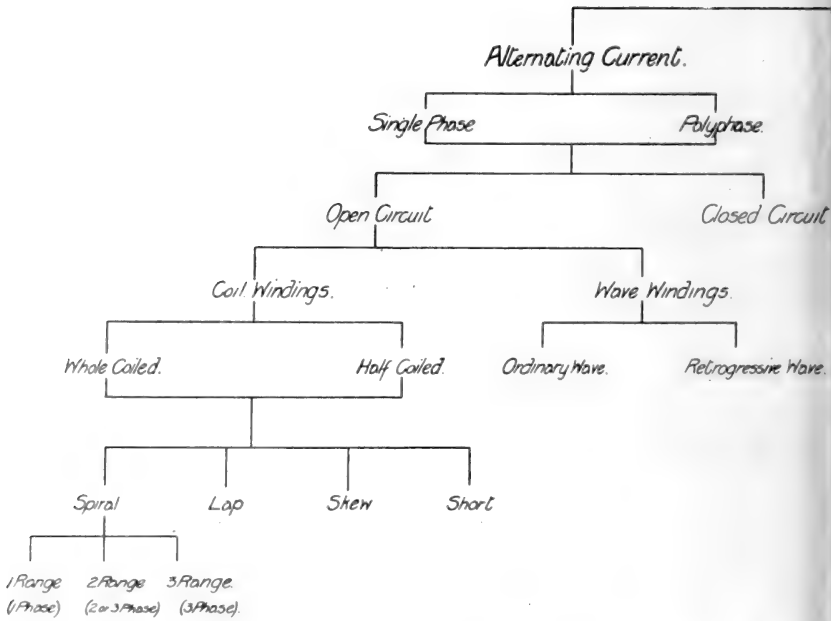 Alternating Current.
Single Phase
Polyphase.
Open Circuit
Closed Circuit
Coil Windings.
Wave Windings.
Whole Coiled.
Half Coiled.
Ordinary Wave.
Retrogressive Wave.
Spiral
Lap
Skew
Short
1 Range
2 Range
3 Range.
(1 Phase)
(2 or 3 Phase)
(3 Phase).